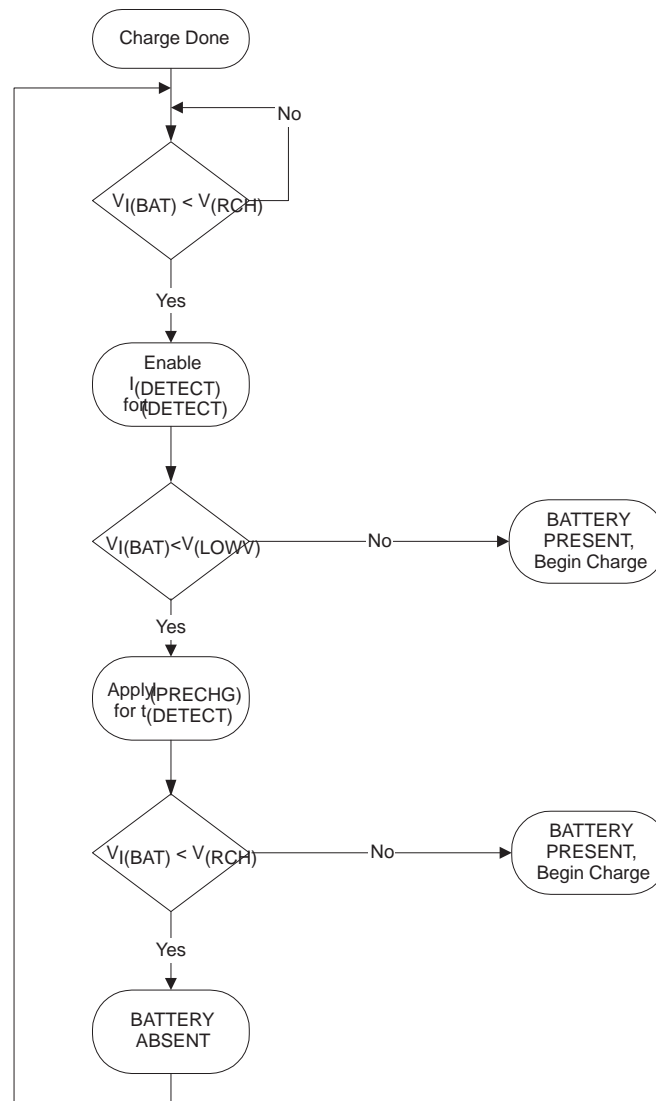 Charge Done
No
VI(BAT) < V(RCH)
Yes
Enable
I(DETECT)
for t(DETECT)
VI(BAT)<V(LOWV)
No
BATTERY
PRESENT,
Begin Charge
Yes
Apply I(PRECHG)
for t(DETECT)
VI(BAT) < V(RCH)
No
BATTERY
PRESENT,
Begin Charge
Yes
BATTERY
ABSENT